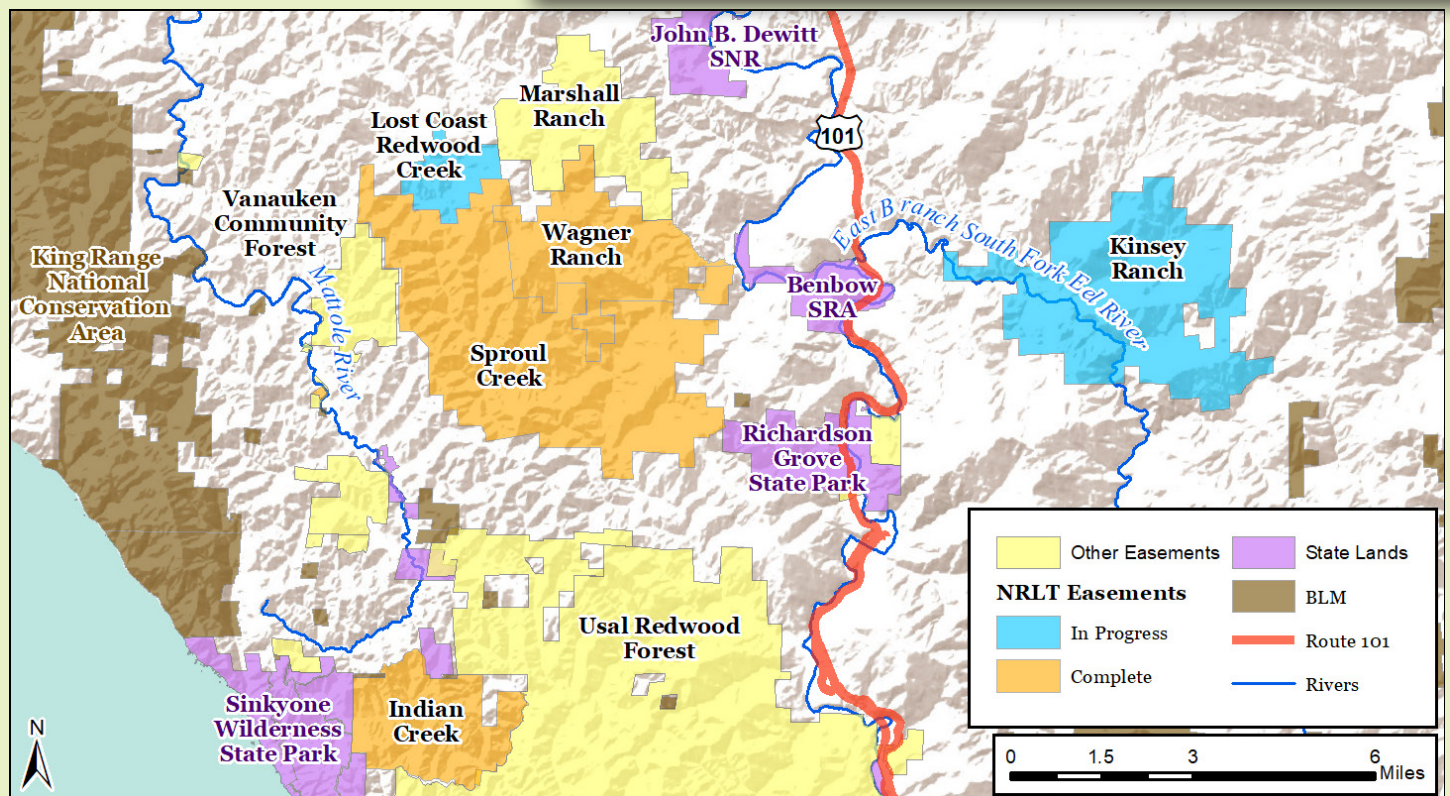 John B. Dewitt
SNR
Marshall
Ranch
Lost Coast
Redwood
Creek
101
Vanauken
Community
Forest
Wagner
Ranch
East Branch South Fork Eel River
Kinsey
Ranch
King Range
National
Conservation
Area
Mattole River
Benbow
SRA
Sproul
Creek
Richardson
Grove
State Park
Usal Redwood
Forest
Sinkyone
Wilderness
State Park
Indian
Creek
N
Other Easements
NRLT Easements
In Progress
Complete
State Lands
BLM
Route 101
Rivers
0 1.5 3 6
Miles